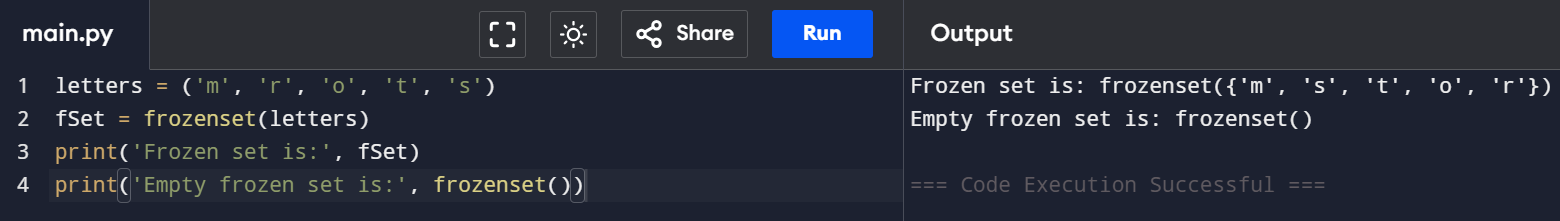 main.py
Share
Run
Output
1 letters = ('m', 'r', 'o', 't', 's')
2 fSet = frozenset(letters)
3 print('Frozen set is:', fSet)
4 print('Empty frozen set is:', frozenset())
Frozen set is: frozenset({'m', 's', 't', 'o', 'r'})
Empty frozen set is: frozenset()
=== Code Execution Successful ===